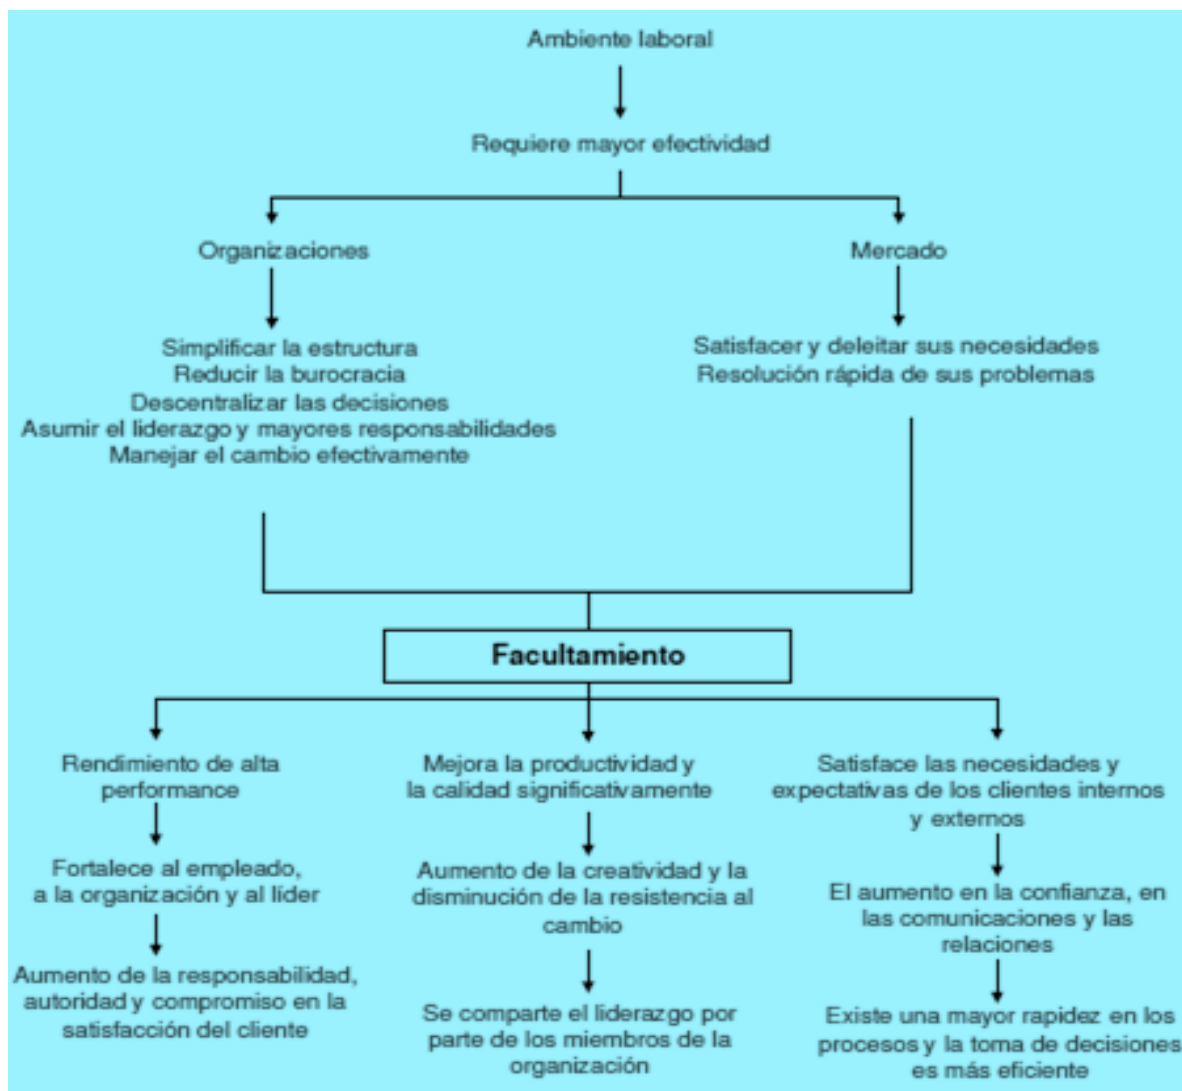 Ambiente laboral
Requiere mayor efectividad
Organizaciones
Mercado
Simplificar la estructura
Reducir la burocracia
Descentralizar las decisiones
Asumir el liderazgo y mayores responsabilidades
Manejar el cambio efectivamente
Satisfacer y deleitar sus necesidades
Resolución rápida de sus problemas
Facultamiento
Rendimiento de alta
performance
Fortalece al empleado,
a la organización y al líder
Aumento de la responsabilidad,
autoridad y compromiso en la
satisfacción del cliente
Mejora la productividad y
la calidad significativamente
Aumento de la creatividad y la
disminución de la resistencia al
cambio
Se comparte el liderazgo por
parte de los miembros de la
organización
Satisface las necesidades y
expectativas de los clientes internos
y externos
El aumento en la confianza, en
las comunicaciones y las
relaciones
Existe una mayor rapidez en los
procesos y la toma de decisiones
es más eficiente